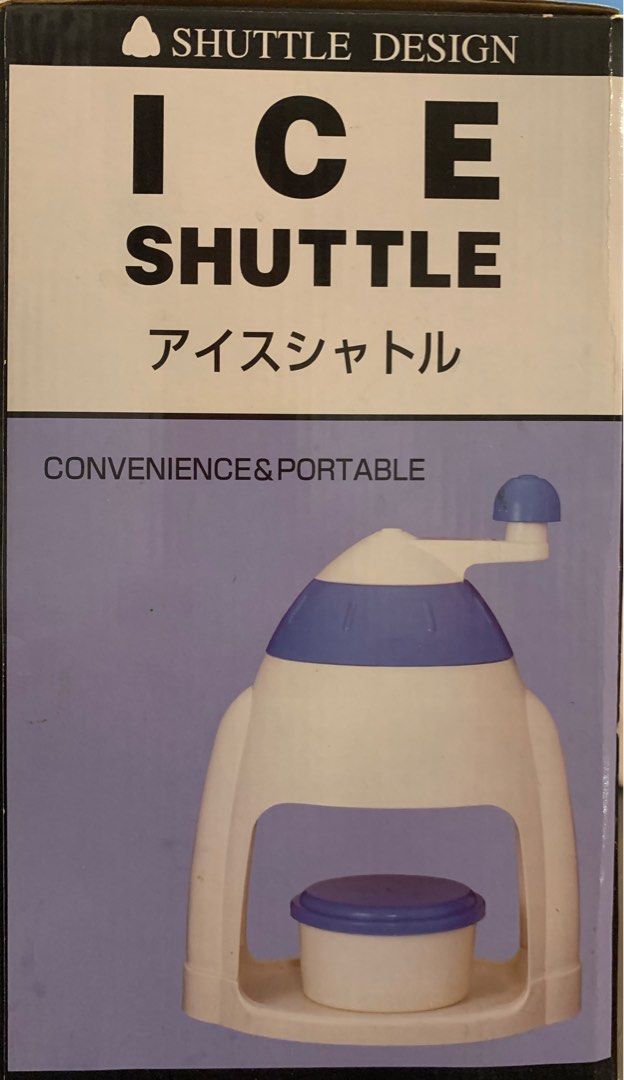 SHUTTLE DESIGN
ICE
SHUTTLE
アイスシャトル
CONVENIENCE&PORTABLE